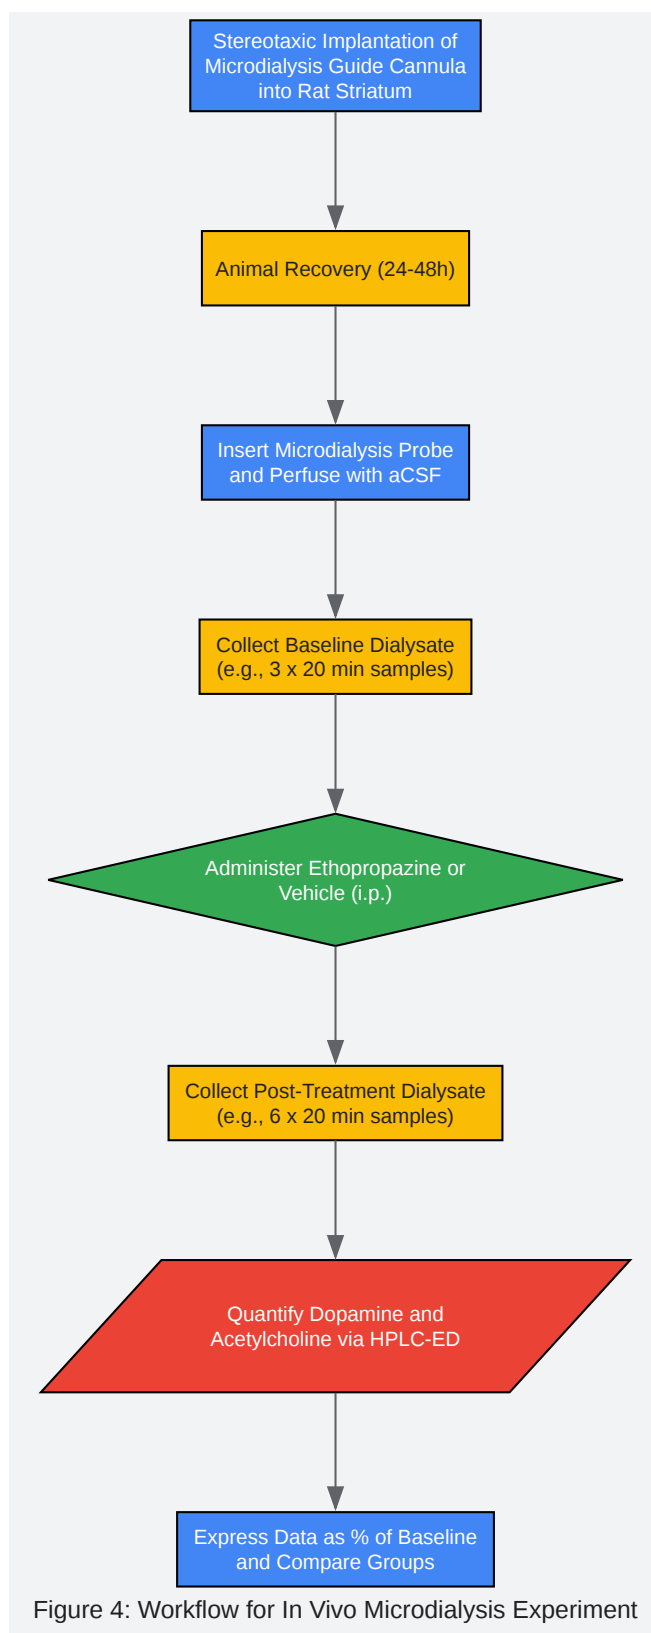 Stereotaxic Implantation of
Microdialysis Guide Cannula
into Rat Striatum
Animal Recovery (24-48h)
Insert Microdialysis Probe
and Perfuse with aCSF
Collect Baseline Dialysate
(e.g., 3 x 20 min samples)
Administer Ethopropazine or
Vehicle (i.p.)
Collect Post-Treatment Dialysate
(e.g., 6 x 20 min samples)
Quantify Dopamine and
Acetylcholine via HPLC-ED
Express Data as % of Baseline
and Compare Groups
Figure 4: Workflow for In Vivo Microdialysis Experiment